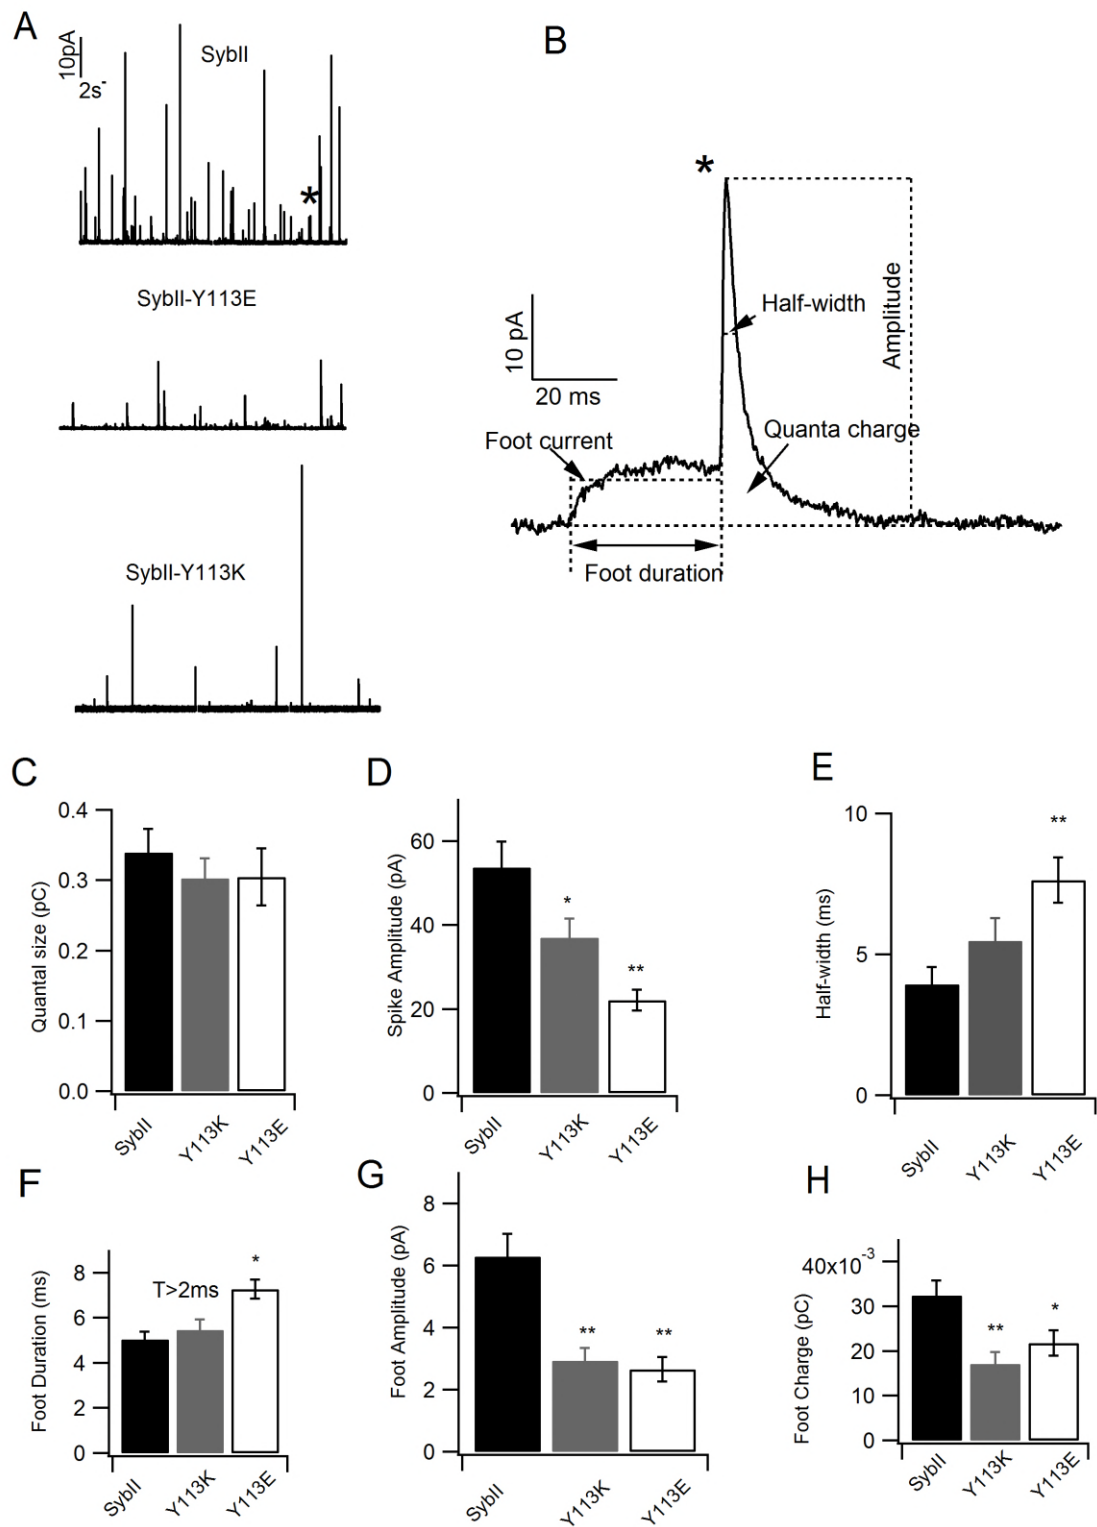 A
10pA
2s
SybII
*
SybII-Y113E
SybII-Y113K
B
*
10 pA
20 ms
Half-width
Amplitude
Foot current
Quanta charge
Foot duration
C
Quantal size (pC)
0.4
0.3
0.2
0.1
0.0
SybII
Y113K
Y113E
D
Spike Amplitude (pA)
60
40
20
0
*
**
SybII
Y113K
Y113E
E
Half-width (ms)
10
5
0
**
SybII
Y113K
Y113E
F
Foot Duration (ms)
8
6
4
2
0
T>2ms
*
SybII
Y113K
Y113E
G
Foot Amplitude (pA)
8
6
4
2
0
**
**
SybII
Y113K
Y113E
H
Foot Charge (pC)
40x10-3
30
20
10
0
**
*
SybII
Y113K
Y113E